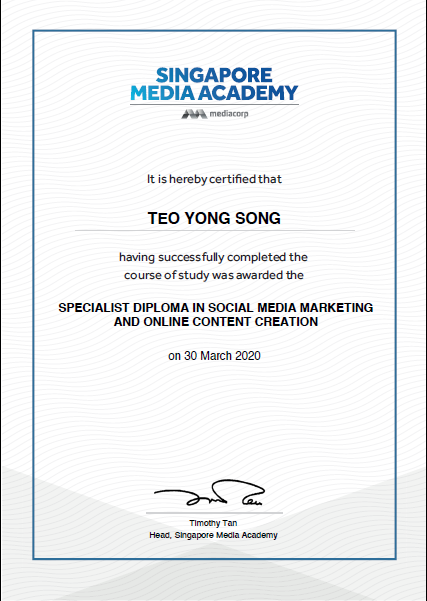 SINGAPORE
MEDIA ACADEMY
mediacorp
It is hereby certified that
TEO YONG SONG
having successfully completed the
course of study was awarded the
SPECIALIST DIPLOMA IN SOCIAL MEDIA MARKETING
AND ONLINE CONTENT CREATION
on 30 March 2020
Timothy Tan
Head, Singapore Media Academy